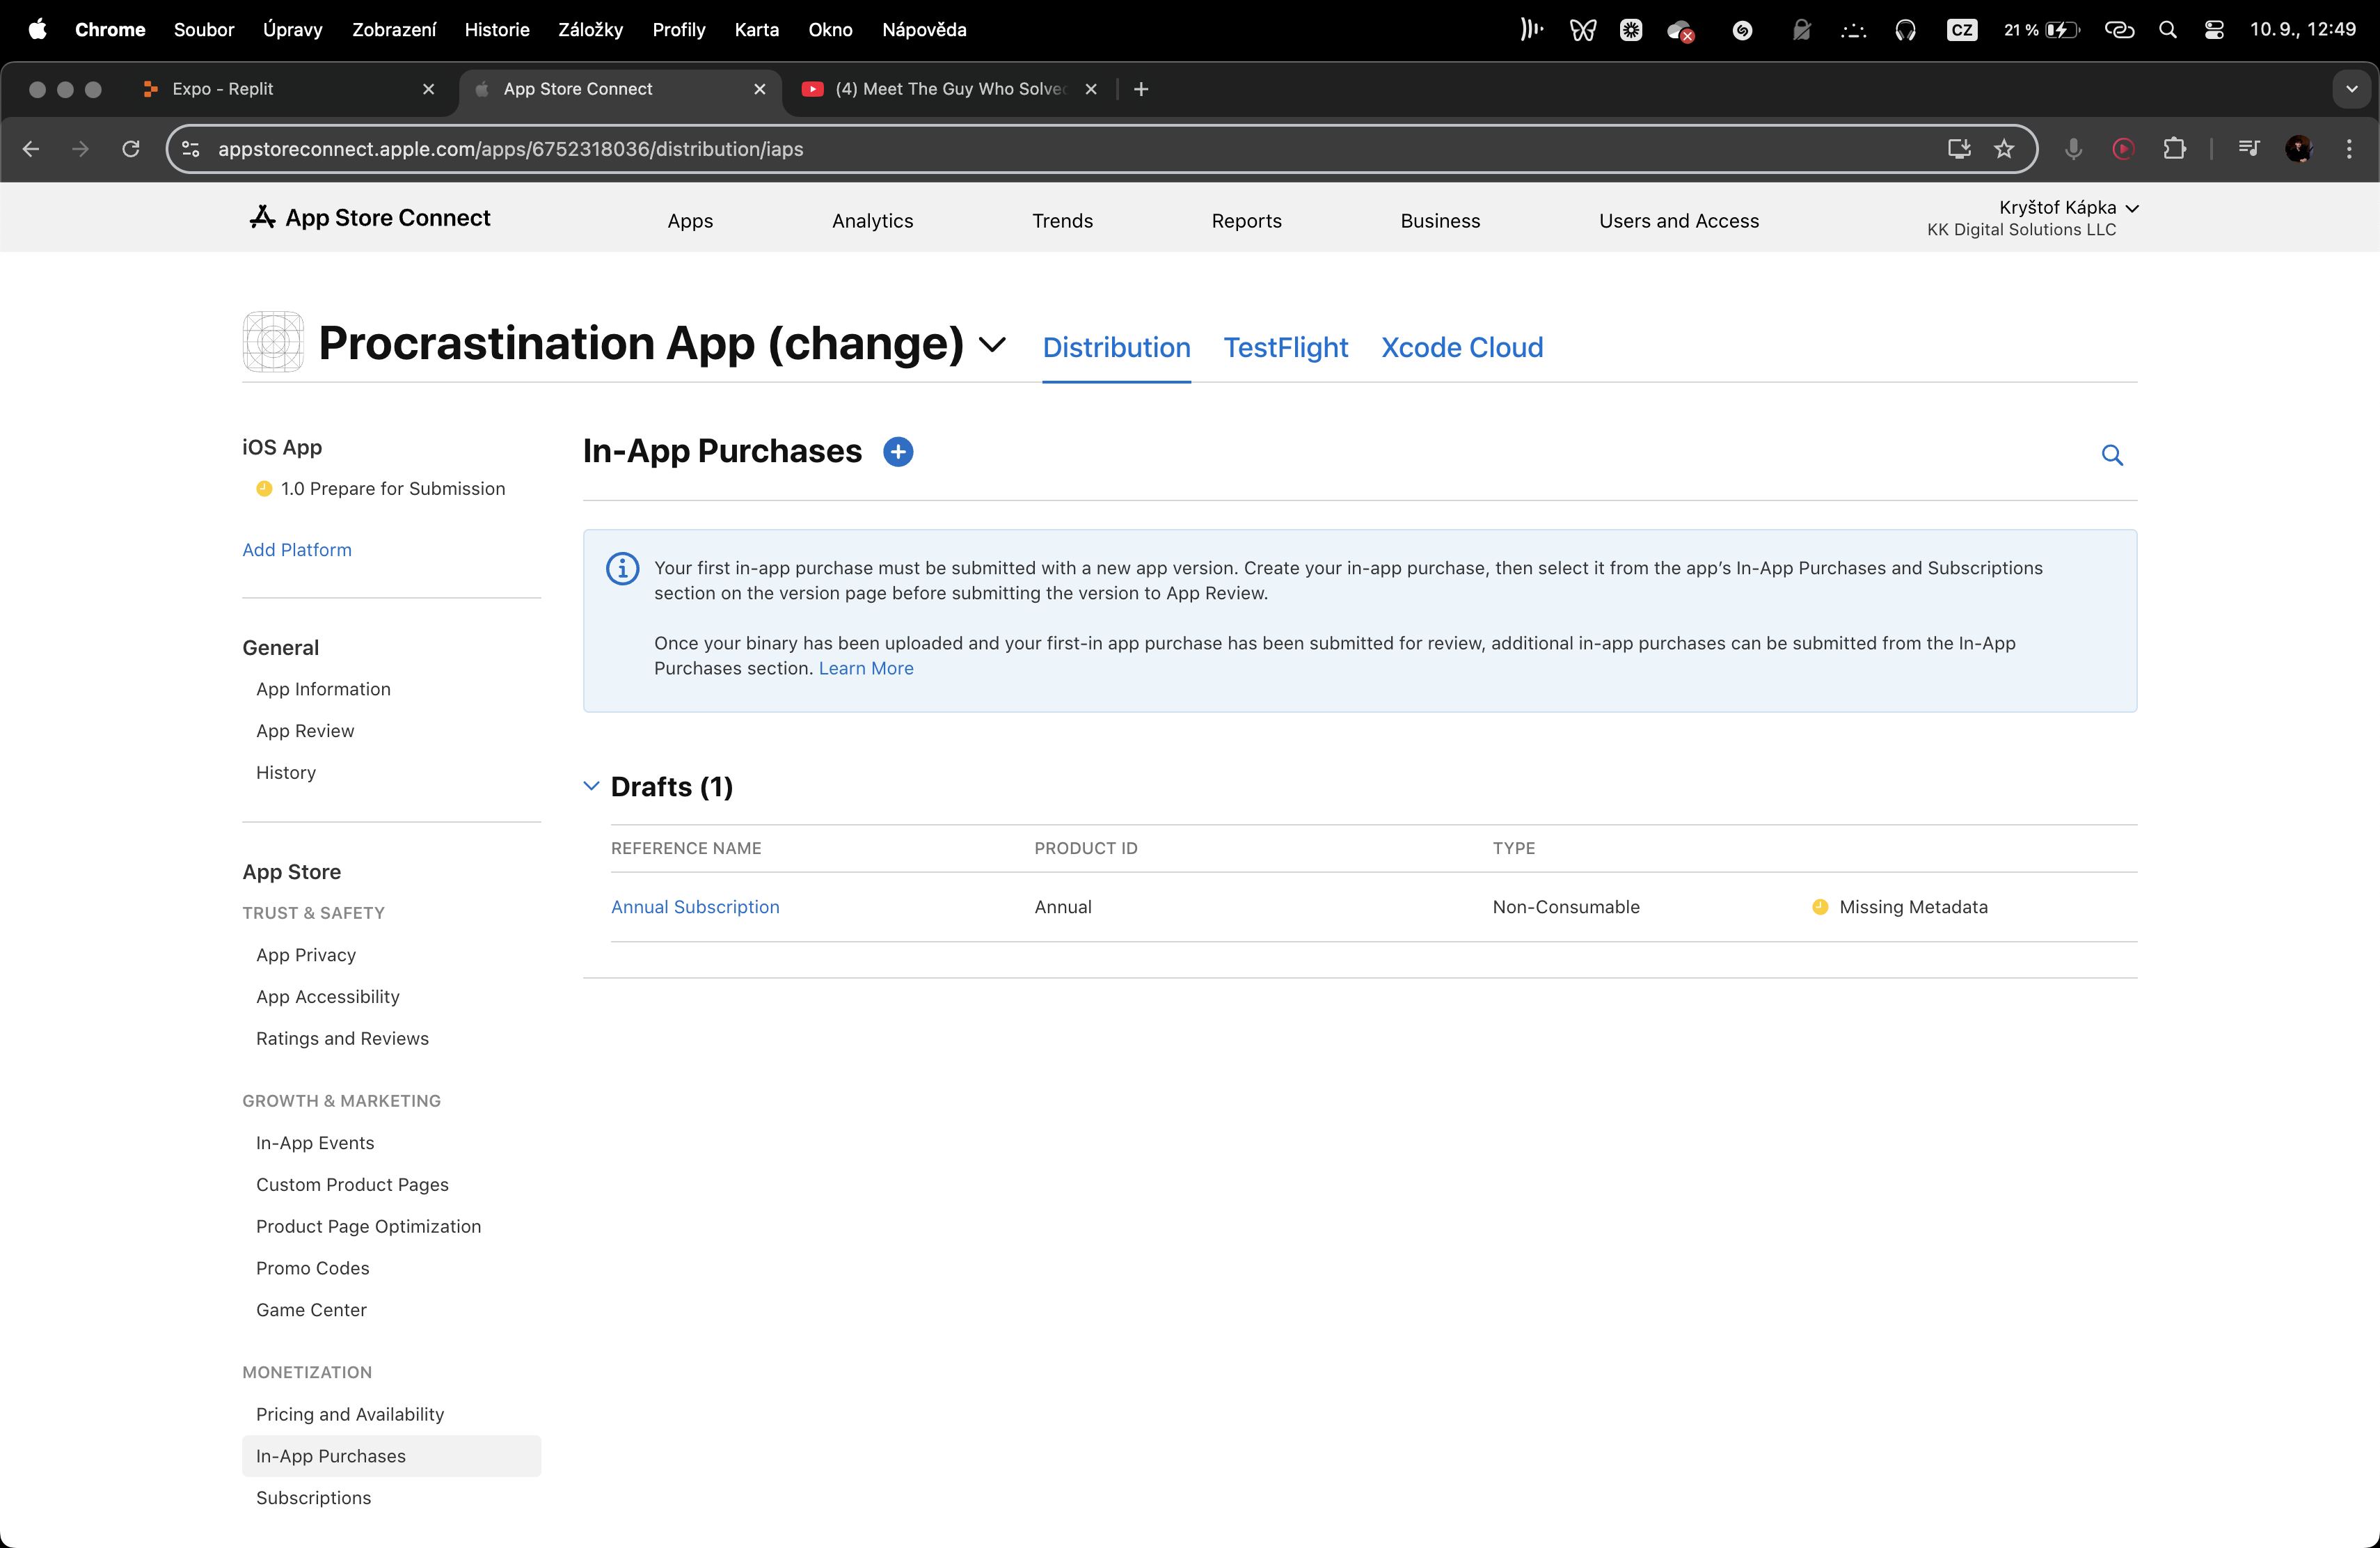 Chrome Soubor Úpravy Zobrazení Historie Záložky Profily Karta Okno Nápověda CZ 21 % 10. 9., 12:49
Expo - Replit App Store Connect (4) Meet The Guy Who Solved
appstoreconnect.apple.com/apps/6752318036/distribution/iaps
App Store Connect Apps Analytics Trends Reports Business Users and Access Kryštof Kápka
KK Digital Solutions LLC
Procrastination App (change) Distribution TestFlight Xcode Cloud
iOS App
1.0 Prepare for Submission
Add Platform
General
App Information
App Review
History
App Store
TRUST & SAFETY
App Privacy
App Accessibility
Ratings and Reviews
GROWTH & MARKETING
In-App Events
Custom Product Pages
Product Page Optimization
Promo Codes
Game Center
MONETIZATION
Pricing and Availability
In-App Purchases
Subscriptions
In-App Purchases
Your first in-app purchase must be submitted with a new app version. Create your in-app purchase, then select it from the app’s In-App Purchases and Subscriptions
section on the version page before submitting the version to App Review.
Once your binary has been uploaded and your first-in app purchase has been submitted for review, additional in-app purchases can be submitted from the In-App
Purchases section. Learn More
Drafts (1)
REFERENCE NAME PRODUCT ID TYPE
Annual Subscription Annual Non-Consumable Missing Metadata